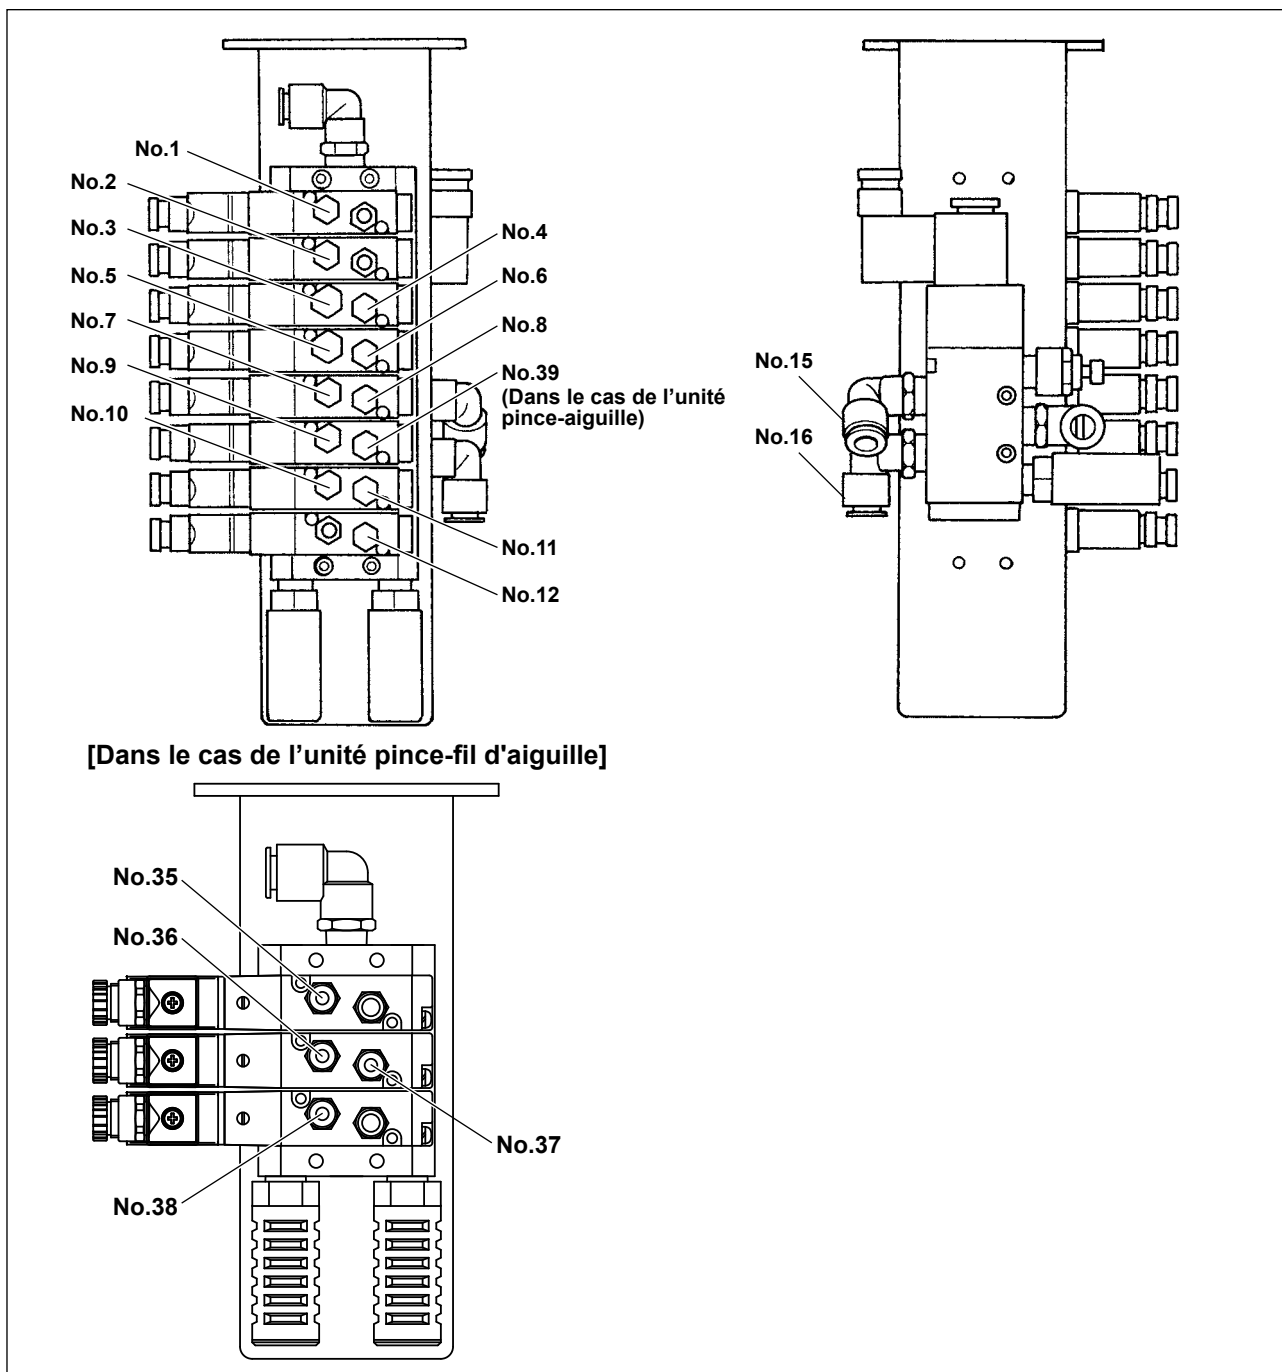 No.1
No.2
No.3
No.5
No.7
No.9
No.10
No.4
No.6
No.8
No.39
(Dans le cas de l’unité
pince-aiguille)
No.11
No.12
No.15
No.16
[Dans le cas de l’unité pince-fil d'aiguille]
No.35
No.36
No.37
No.38